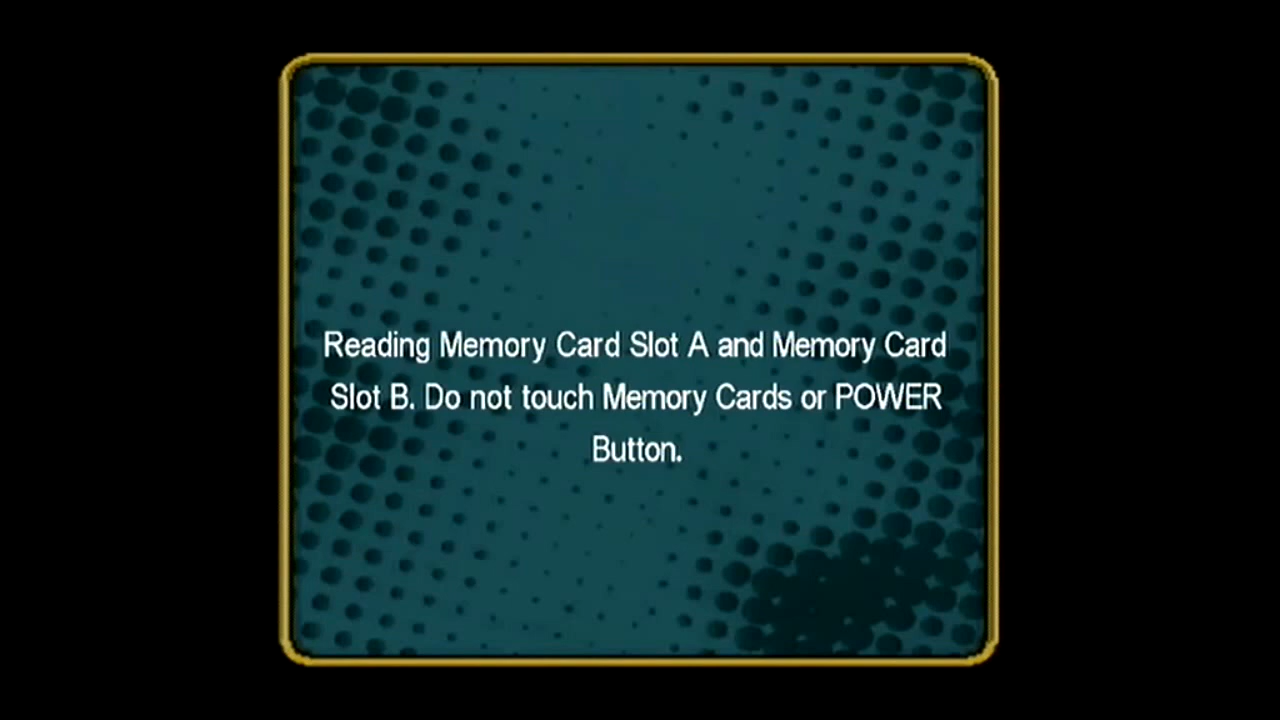 Reading Memory Card Slot A and Memory Card
Slot B. Do not touch Memory Cards or POWER
Button.